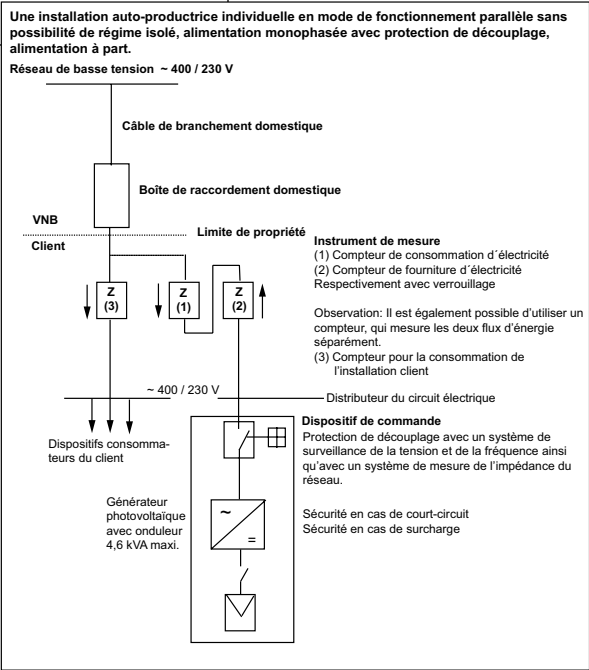 Une installation auto-productrice individuelle en mode de fonctionnement parallèle sans
possibilité de régime isolé, alimentation monophasée avec protection de découplage,
alimentation à part.
Réseau de basse tension ~ 400 / 230 V
Câble de branchement domestique
Boîte de raccordement domestique
VNB
Limite de propriété
Client
Instrument de mesure
(1) Compteur de consommation d´électricité
(2) Compteur de fourniture d´électricité
Respectivement avec verrouillage
Observation: Il est également possible d’utiliser un
compteur, qui mesure les deux flux d’énergie
séparément.
(3) Compteur pour la consommation de
l’installation client
Z
(3)
Z
(1)
Z
(2)
~ 400 / 230 V
Distributeur du circuit électrique
Dispositifs consomma-
teurs du client
Dispositif de commande
Protection de découplage avec un système de
surveillance de la tension et de la fréquence ainsi
qu’avec un système de mesure de l’impédance du
réseau.
Sécurité en cas de court-circuit
Sécurité en cas de surcharge
Générateur
photovoltaïque
avec onduleur
4,6 kVA maxi.
~
=